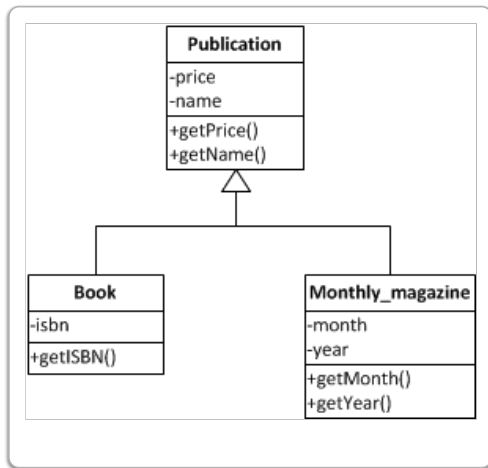 Publication
-price
-name
+getPrice()
+getName()
Book
-isbn
+getISBN()
Monthly_magazine
-month
-year
+getMonth()
+getYear()